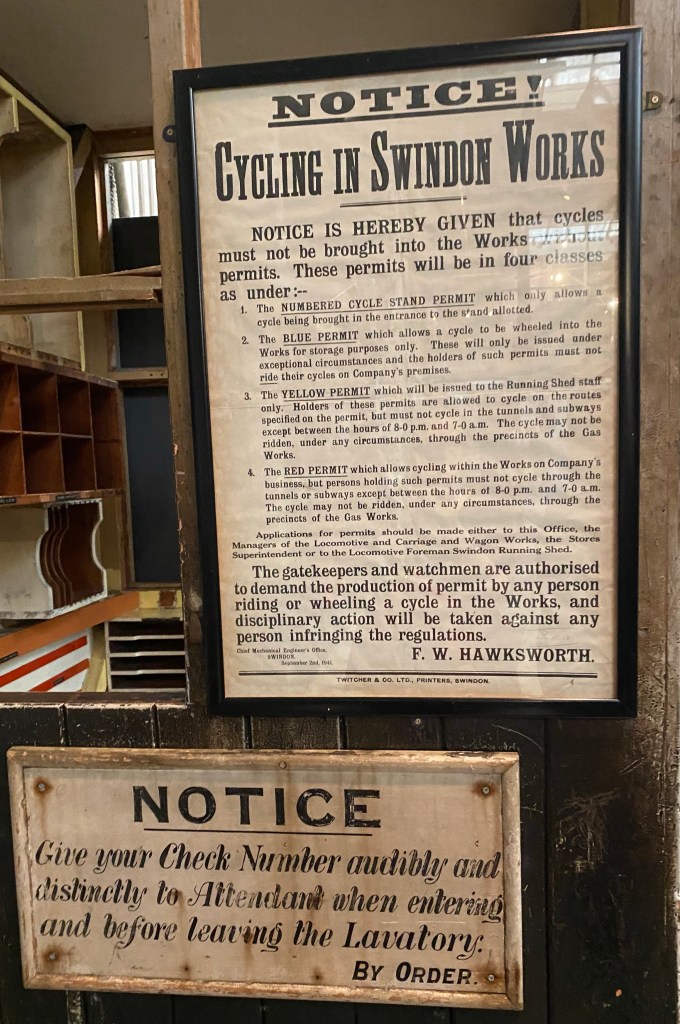 NOTICE!
CYCLING IN SWINDON WORKS
NOTICE IS HEREBY GIVEN that cycles
must not be brought into the Works without
permits. These permits will be in four classes
as under:--
1. The NUMBERED CYCLE STAND PERMIT which only allows a
cycle being brought in the entrance to the stand allotted.
2. The BLUE PERMIT which allows a cycle to be wheeled into the
Works for storage purposes only. These will only be issued under
exceptional circumstances and the holders of such permits must not
ride their cycles on Company's premises.
3. The YELLOW PERMIT which will be issued to the Running Shed staff
only. Holders of these permits are allowed to cycle on the routes
specified on the permit, but must not cycle in the tunnels and subways
except between the hours of 8-0 p.m. and 7-0 a.m. The cycle may not be
ridden, under any circumstances, through the precincts of the Gas
Works.
4. The RED PERMIT which allows cycling within the Works on Company's
business, but persons holding such permits must not cycle through the
tunnels or subways except between the hours of 8-0 p.m. and 7-0 a.m.
The cycle may not be ridden, under any circumstances, through the
precincts of the Gas Works.
Applications for permits should be made either to this Office, the
Managers of the Locomotive and Carriage and Wagon Works, the Stores
Superintendent or to the Locomotive Foreman Swindon Running Shed.
The gatekeepers and watchmen are authorised
to demand the production of permit by any person
riding or wheeling a cycle in the Works, and
disciplinary action will be taken against any
person infringing the regulations.
Chief Mechanical Engineer's Office,
SWINDON.
September 2nd, 1941.
F. W. HAWKSWORTH.
TWITCHER & CO. LTD., PRINTERS, SWINDON.
NOTICE
Give your Check Number audibly and
distinctly to Attendant when entering
and before leaving the Lavatory.
BY ORDER.